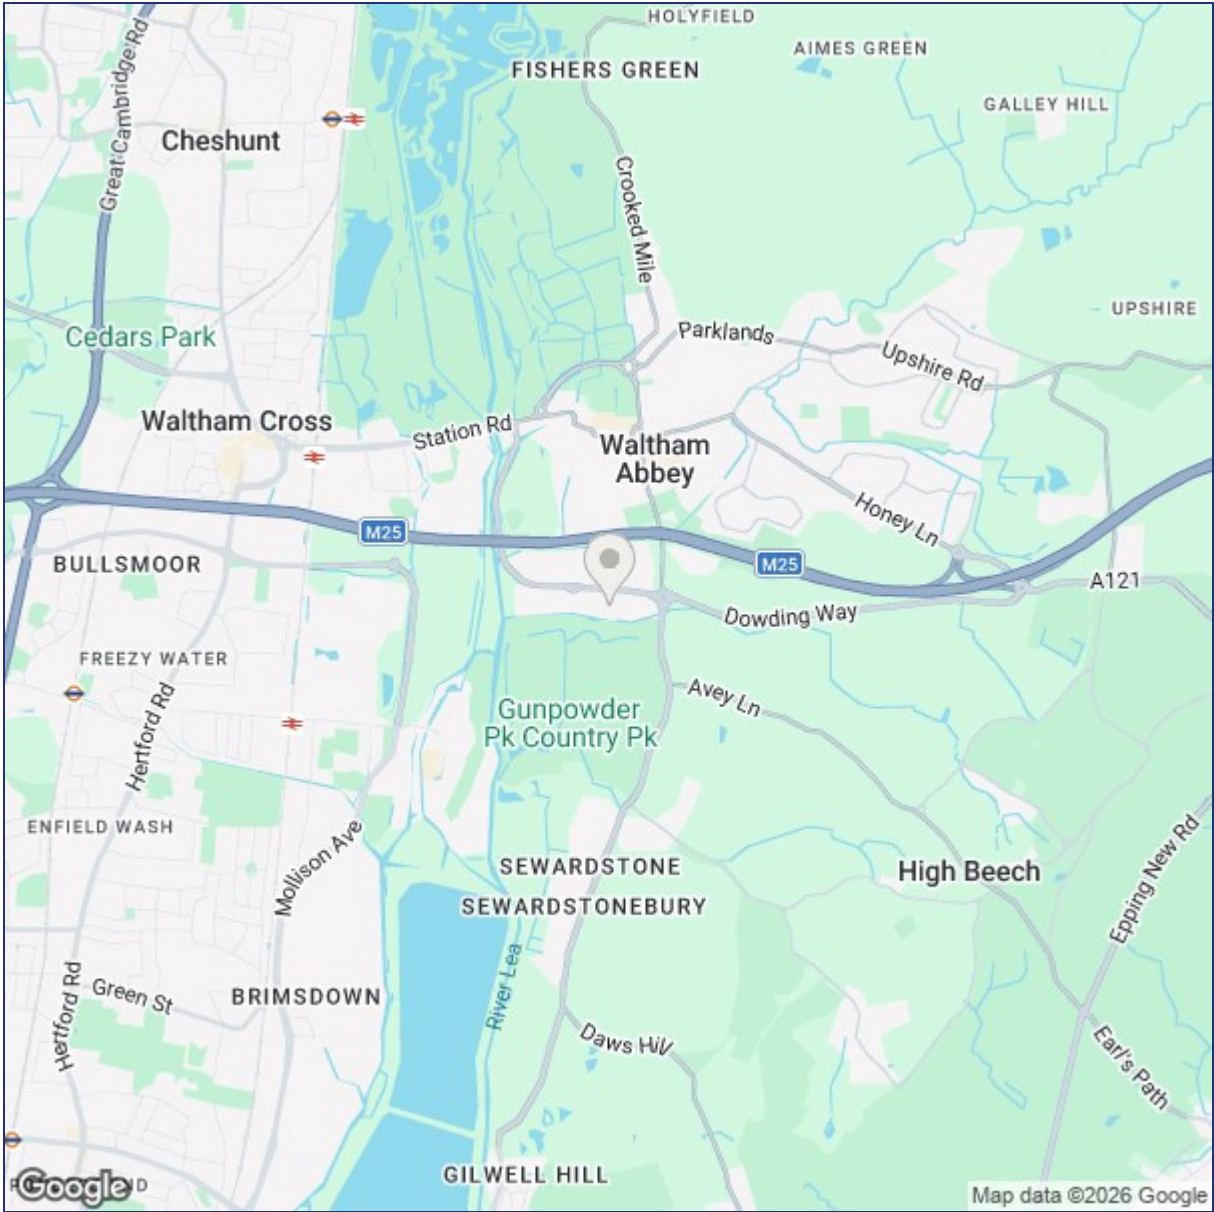 HOLYFIELD
AIMES GREEN
FISHERS GREEN
GALLEY HILL
Great Cambridge Rd
Cheshunt
Crooked Mile
UPSHIRE
Cedars Park
Parklands
Upshire Rd
Waltham Cross
Station Rd
Waltham
Abbey
Honey Ln
M25
M25
BULLSMOOR
A121
Dowding Way
FREEZY WATER
Hertford Rd
Avey Ln
Gunpowder
Pk Country Pk
ENFIELD WASH
Mollison Ave
SEWARDSTONE
High Beech
SEWARDSTONEBURY
Epping New Rd
River Lea
Green St
BRIMSDOWN
Hertford Rd
Daws Hil
Earl's Path
GILWELL HILL
Google
Map data ©2026 Google